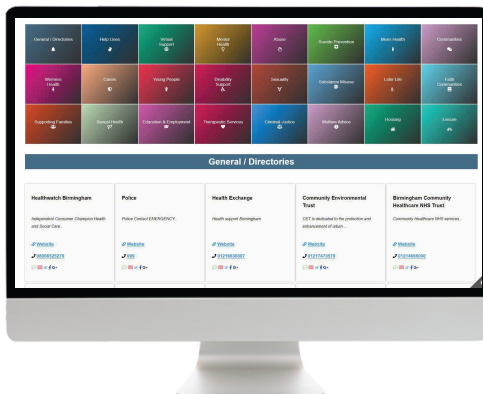 General / Directories
Help Lines
Virtual
Support
Mental
Health
Abuse
Suicide Prevention
Mens Health
Communities
Womens
Health
Carers
Young People
Disability
Support
Sexuality
Substance Misuse
Later Life
Faith
Communities
Supporting Families
Sexual Health
Education & Employment
Therapeutic Services
Criminal Justice
Welfare Advice
Housing
Leisure
General / Directories
Healthwatch Birmingham
Independent Consumer Champion Health
and Social Care..
Website
Police
Police Contact EMERGENCY..
Website
999
Health Exchange
Health support Birmingham
Website
Community Environmental
Trust
CET is dedicated to the protection and
enhancement of urban ...
Website
Birmingham Community
Healthcare NHS Trust
Community Healthcare NHS services..
Website